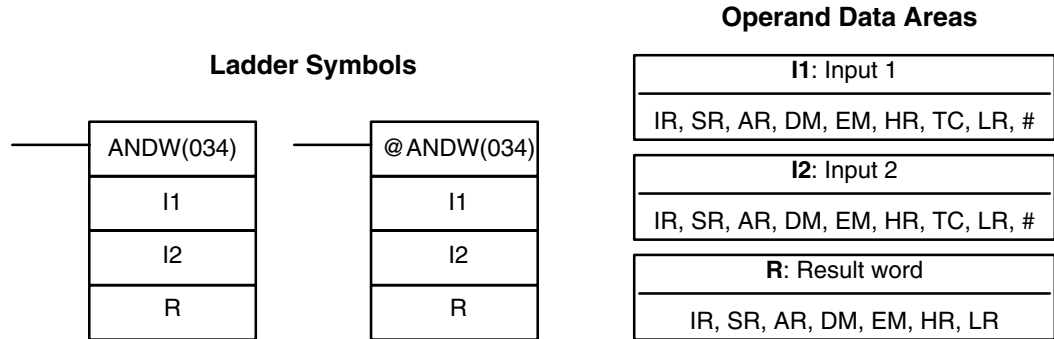 Ladder Symbols
ANDW(034)
I1
I2
R
@ANDW(034)
I1
I2
R
Operand Data Areas
I1: Input 1
IR, SR, AR, DM, EM, HR, TC, LR, #
I2: Input 2
IR, SR, AR, DM, EM, HR, TC, LR, #
R: Result word
IR, SR, AR, DM, EM, HR, LR